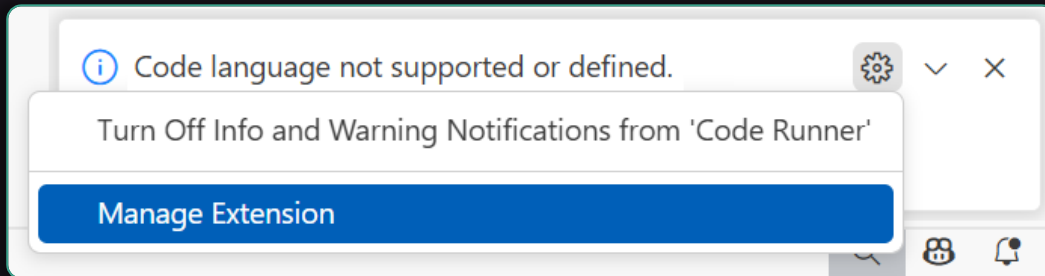 Code language not supported or defined.
Turn Off Info and Warning Notifications from 'Code Runner'
Manage Extension